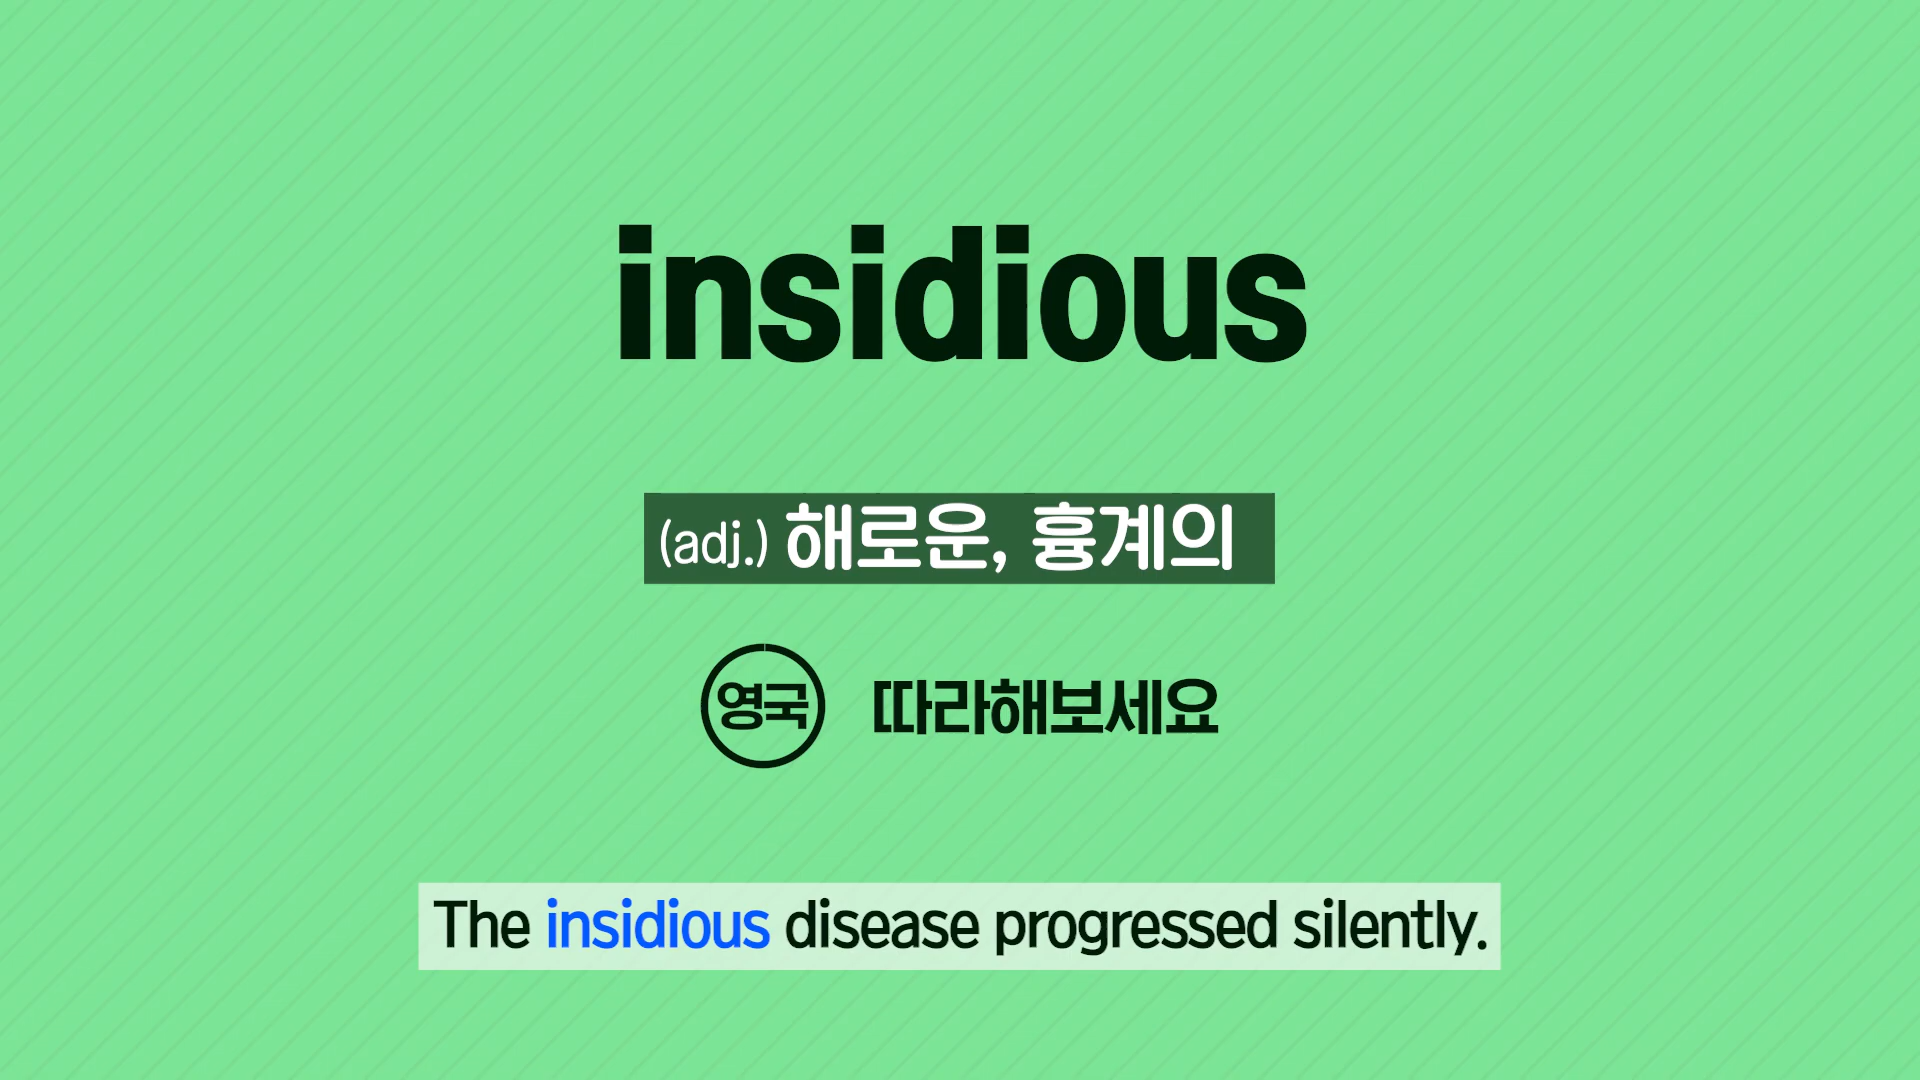 insidious
(adj.) 해로운, 흉계의
영국 따라해보세요
The insidious disease progressed silently.